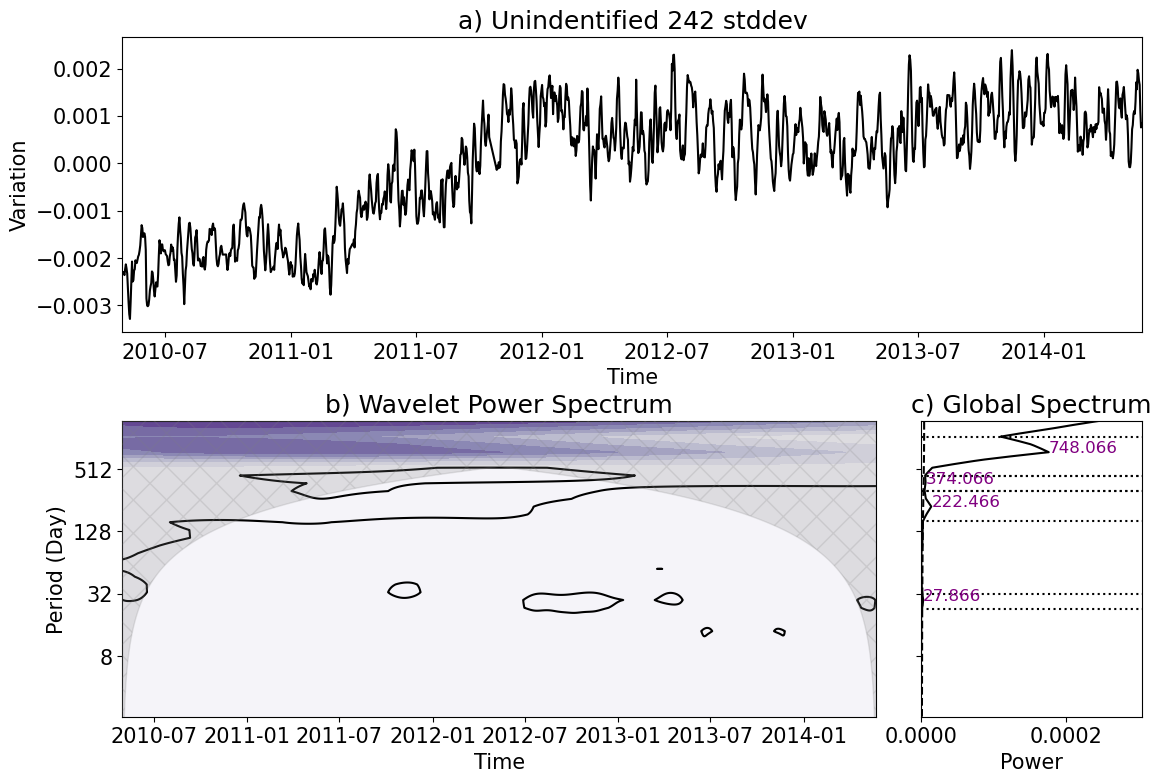 a) Unindentified 242 stddev
Variation
0.002
0.001
0.000
−0.001
−0.002
−0.003
2010-07 2011-01 2011-07 2012-01 2012-07 2013-01 2013-07 2014-01
Time
b) Wavelet Power Spectrum
Period (Day)
512
128
32
8
2010-07 2011-01 2011-07 2012-01 2012-07 2013-01 2013-07 2014-01
Time
c) Global Spectrum
748.066
374.066
222.466
27.866
0.0000 0.0002
Power